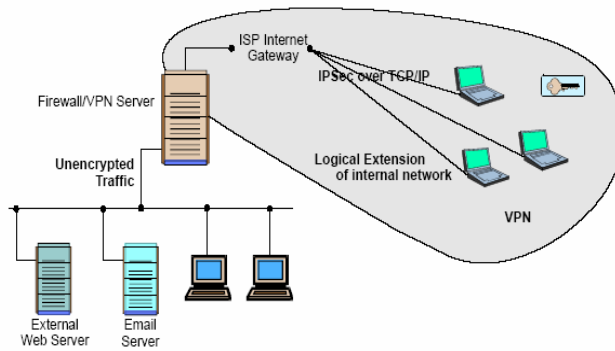 ISP Internet
Gateway
IPSec over TCP/IP
Firewall/VPN Server
Unencrypted
Traffic
Logical Extension
of internal network
VPN
External
Web Server
Email
Server